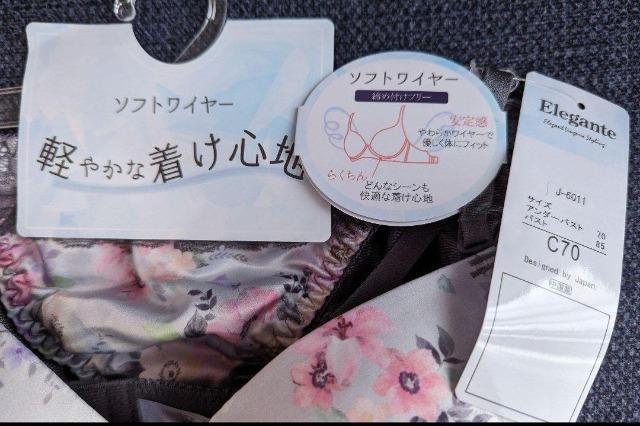 ソフトワイヤー
軽やかな着け心地
ソフトワイヤー
締め付けフリー
安定感
やわらかワイヤーで
優しく体にフィット
らくちん
どんなシーンも
快適な着け心地
Elegante
J-6011
サイズ
アンダーバスト 70
バスト 85
C70
Designed by Japan.